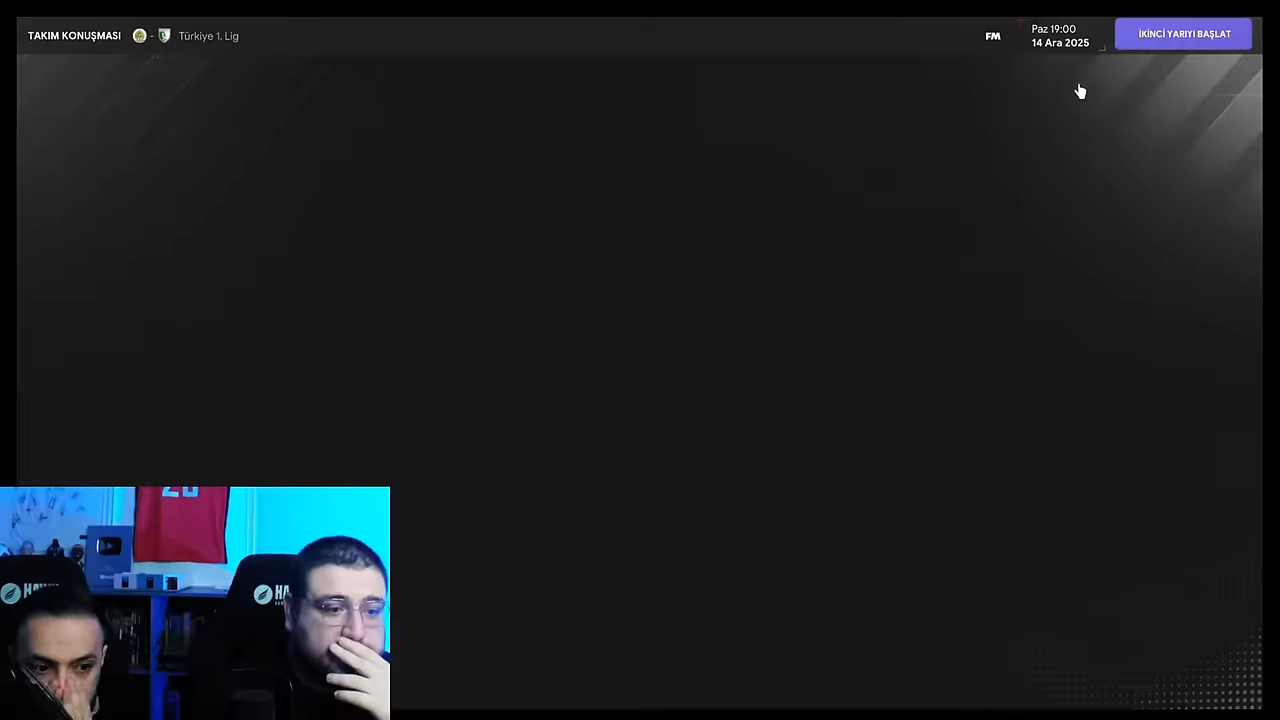 TAKIM KONUŞMASI - Türkiye 1. Lig
FM
Paz 19:00
14 Ara 2025
İKİNCİ YARIYI BAŞLAT